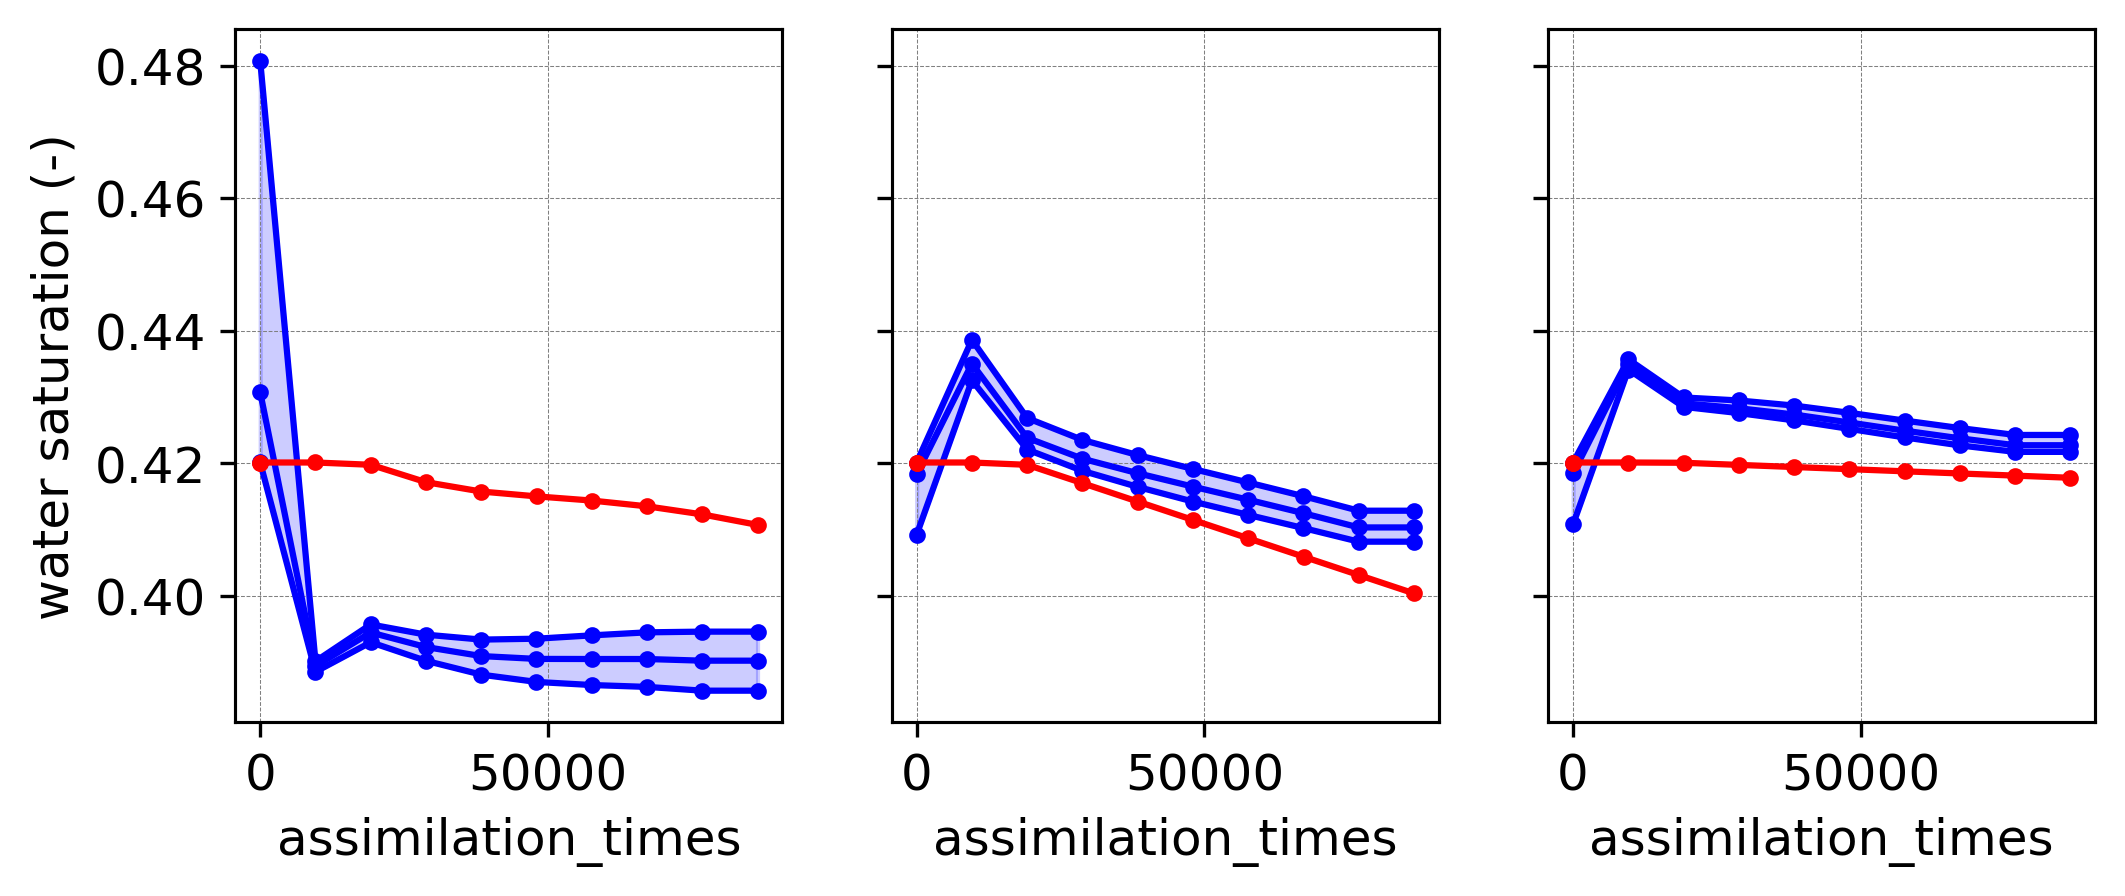 water saturation (-)
0.48
0.46
0.44
0.42
0.40
0 50000
assimilation_times
0 50000
assimilation_times
0 50000
assimilation_times